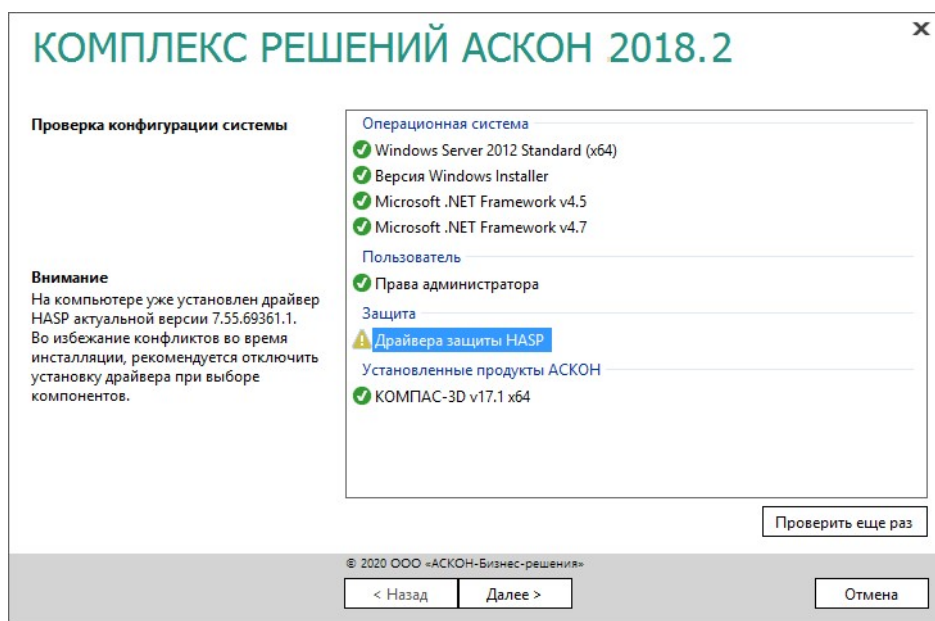 КОМПЛЕКС РЕШЕНИЙ АСКОН 2018.2
Проверка конфигурации системы
Внимание
На компьютере уже установлен драйвер
HASP актуальной версии 7.55.69361.1.
Во избежание конфликтов во время
инсталляции, рекомендуется отключить
установку драйвера при выборе
компонентов.
Операционная система
Windows Server 2012 Standard (x64)
Версия Windows Installer
Microsoft .NET Framework v4.5
Microsoft .NET Framework v4.7
Пользователь
Права администратора
Защита
Драйвера защиты HASP
Установленные продукты АСКОН
КОМПАС-3D v17.1 x64
Проверить еще раз
© 2020 ООО «АСКОН-Бизнес-решения»
< Назад
Далее >
Отмена